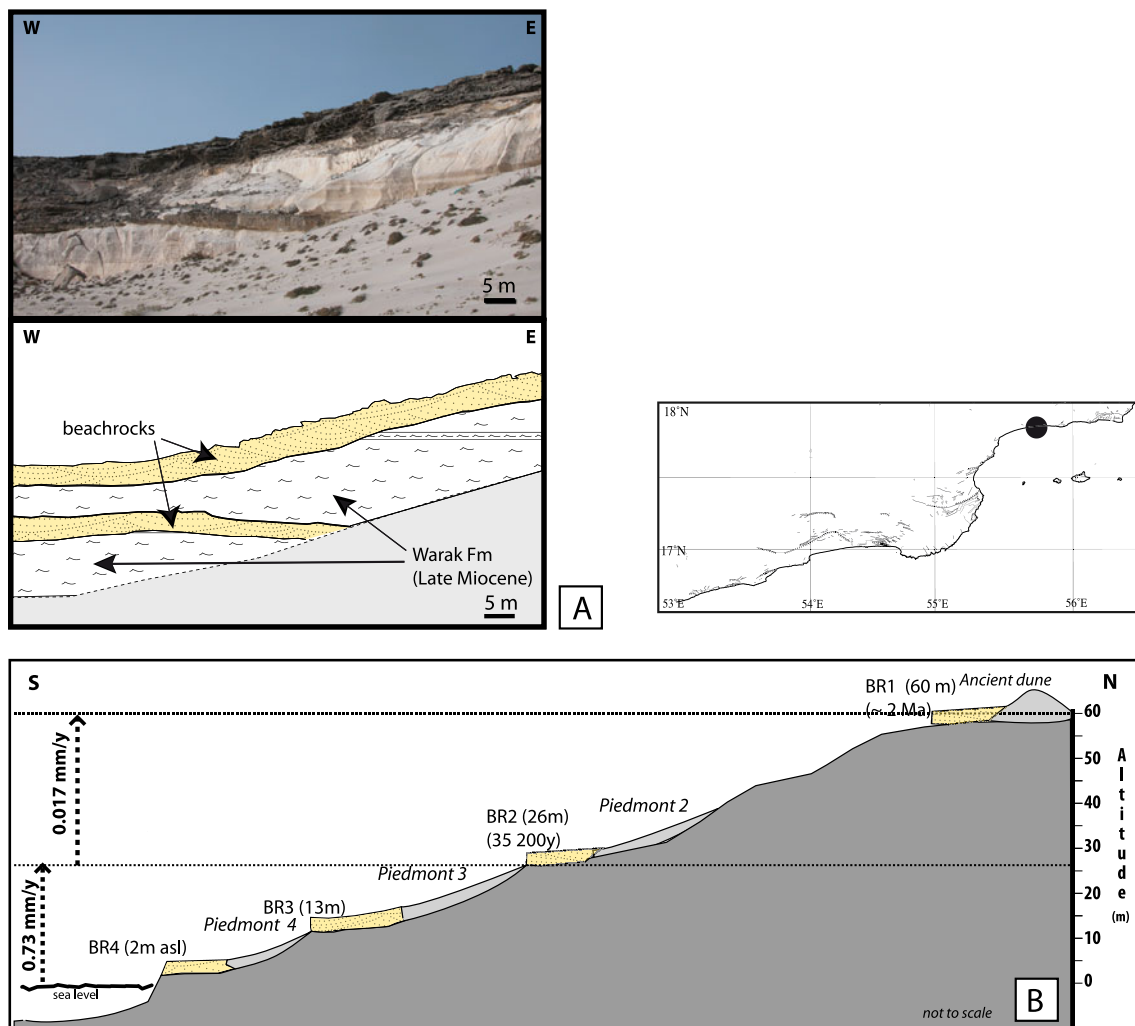 W E
5 m
W E
beachrocks
Warak Fm
(Late Miocene)
5 m
A
18°N
17°N
53°E 54°E 55°E 56°E
S N
BR1 (60 m) Ancient dune
(~ 2 Ma)
60
50
40
30
20
10
0
Altitude
(m)
0.017 mm/y
BR2 (26m) Piedmont 2
(35 200y)
Piedmont 3
BR3 (13m)
Piedmont 4
0.73 mm/y
BR4 (2m asl)
sea level
not to scale
B